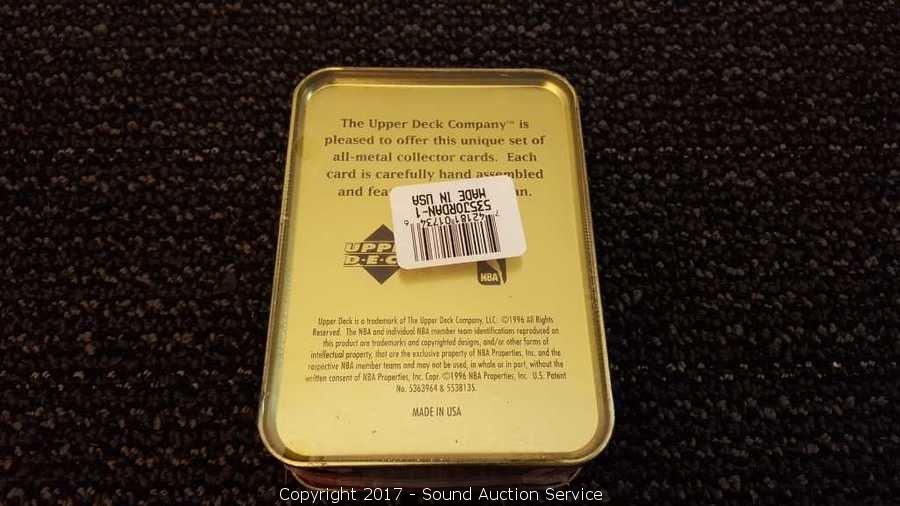 The Upper Deck Company™ is
pleased to offer this unique set of
all-metal collector cards. Each
card is carefully hand assembled
and fea an.
MADE IN USA
535JORDAN-1
7 42181 01734 6
UPP
D·E·C
NBA
Upper Deck is a trademark of The Upper Deck Company, LLC. ©1996 All Rights
Reserved. The NBA and individual NBA member team identifications reproduced on
this product are trademarks and copyrighted designs, and/or other forms of
intellectual property, that are the exclusive property of NBA Properties, Inc. and the
respective NBA member teams and may not be used, in whole or in part, without the
written consent of NBA Properties, Inc. Copr. ©1996 NBA Properties, Inc. U.S. Patent
No. 5363964 & 5538135.
MADE IN USA
Copyright 2017 - Sound Auction Service